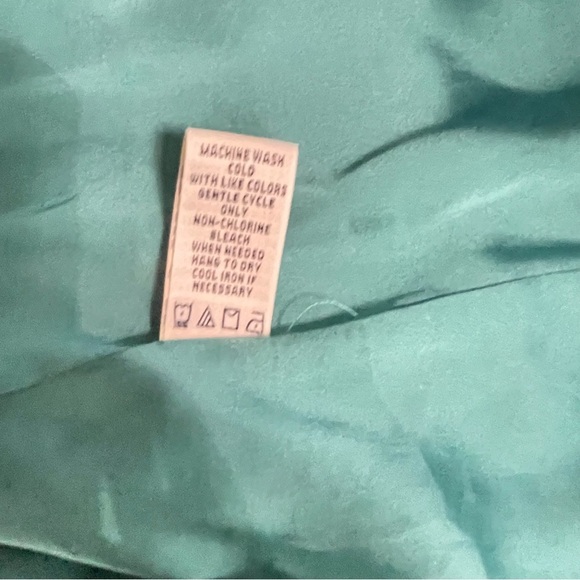 MACHINE WASH
COLD
WITH LIKE COLORS
GENTLE CYCLE
ONLY
NON-CHLORINE
BLEACH
WHEN NEEDED
HANG TO DRY
COOL IRON IF
NECESSARY